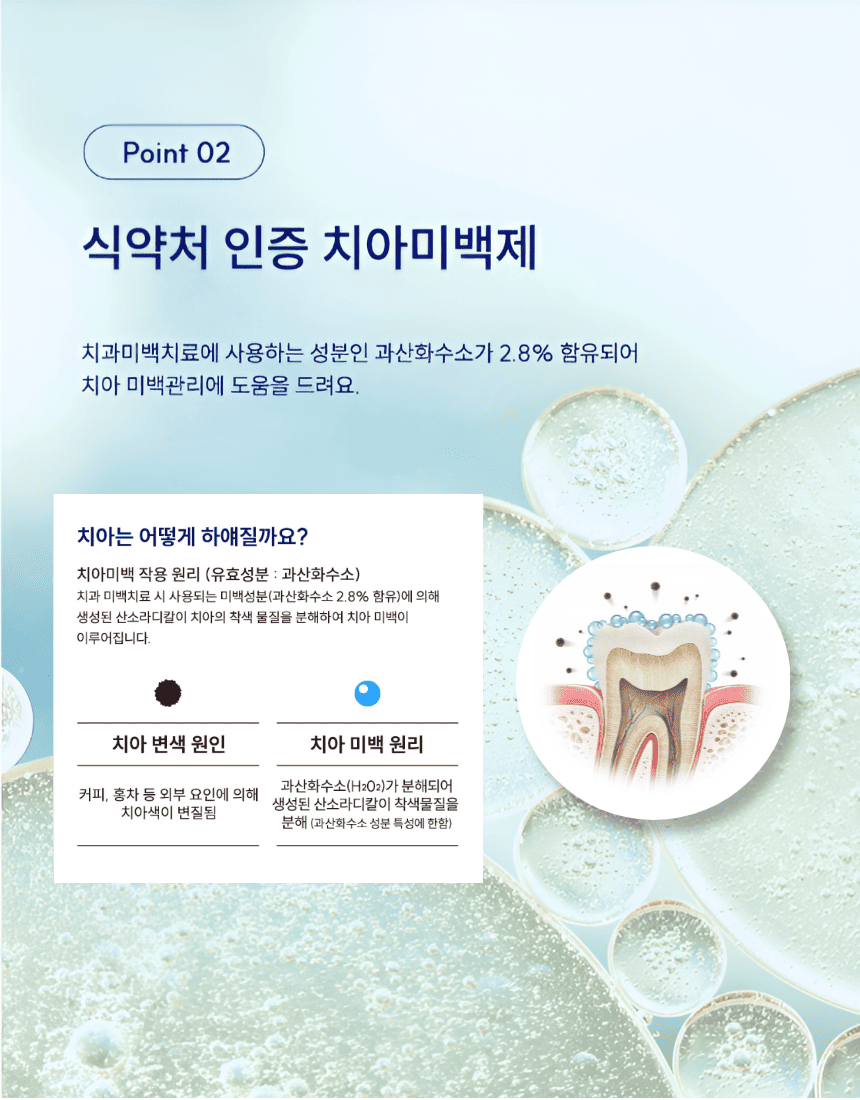 Point 02
식약처 인증 치아미백제
치과미백치료에 사용하는 성분인 과산화수소가 2.8% 함유되어
치아 미백관리에 도움을 드려요.
치아는 어떻게 하얘질까요?
치아미백 작용 원리 (유효성분 : 과산화수소)
치과 미백치료 시 사용되는 미백성분(과산화수소 2.8% 함유)에 의해
생성된 산소라디칼이 치아의 착색 물질을 분해하여 치아 미백이
이루어집니다.
치아 변색 원인
커피, 홍차 등 외부 요인에 의해
치아색이 변질됨
치아 미백 원리
과산화수소(H₂O₂)가 분해되어
생성된 산소라디칼이 착색물질을
분해 (과산화수소 성분 특성에 한함)